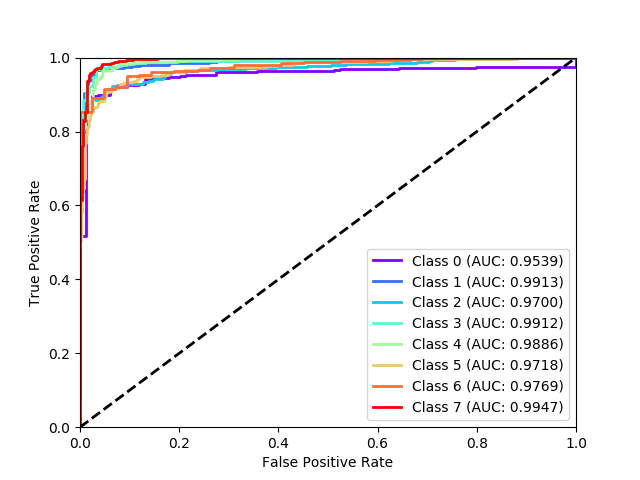 1.0
0.8
0.6
0.4
0.2
0.0
True Positive Rate
Class 0 (AUC: 0.9539)
Class 1 (AUC: 0.9913)
Class 2 (AUC: 0.9700)
Class 3 (AUC: 0.9912)
Class 4 (AUC: 0.9886)
Class 5 (AUC: 0.9718)
Class 6 (AUC: 0.9769)
Class 7 (AUC: 0.9947)
0.0 0.2 0.4 0.6 0.8 1.0
False Positive Rate